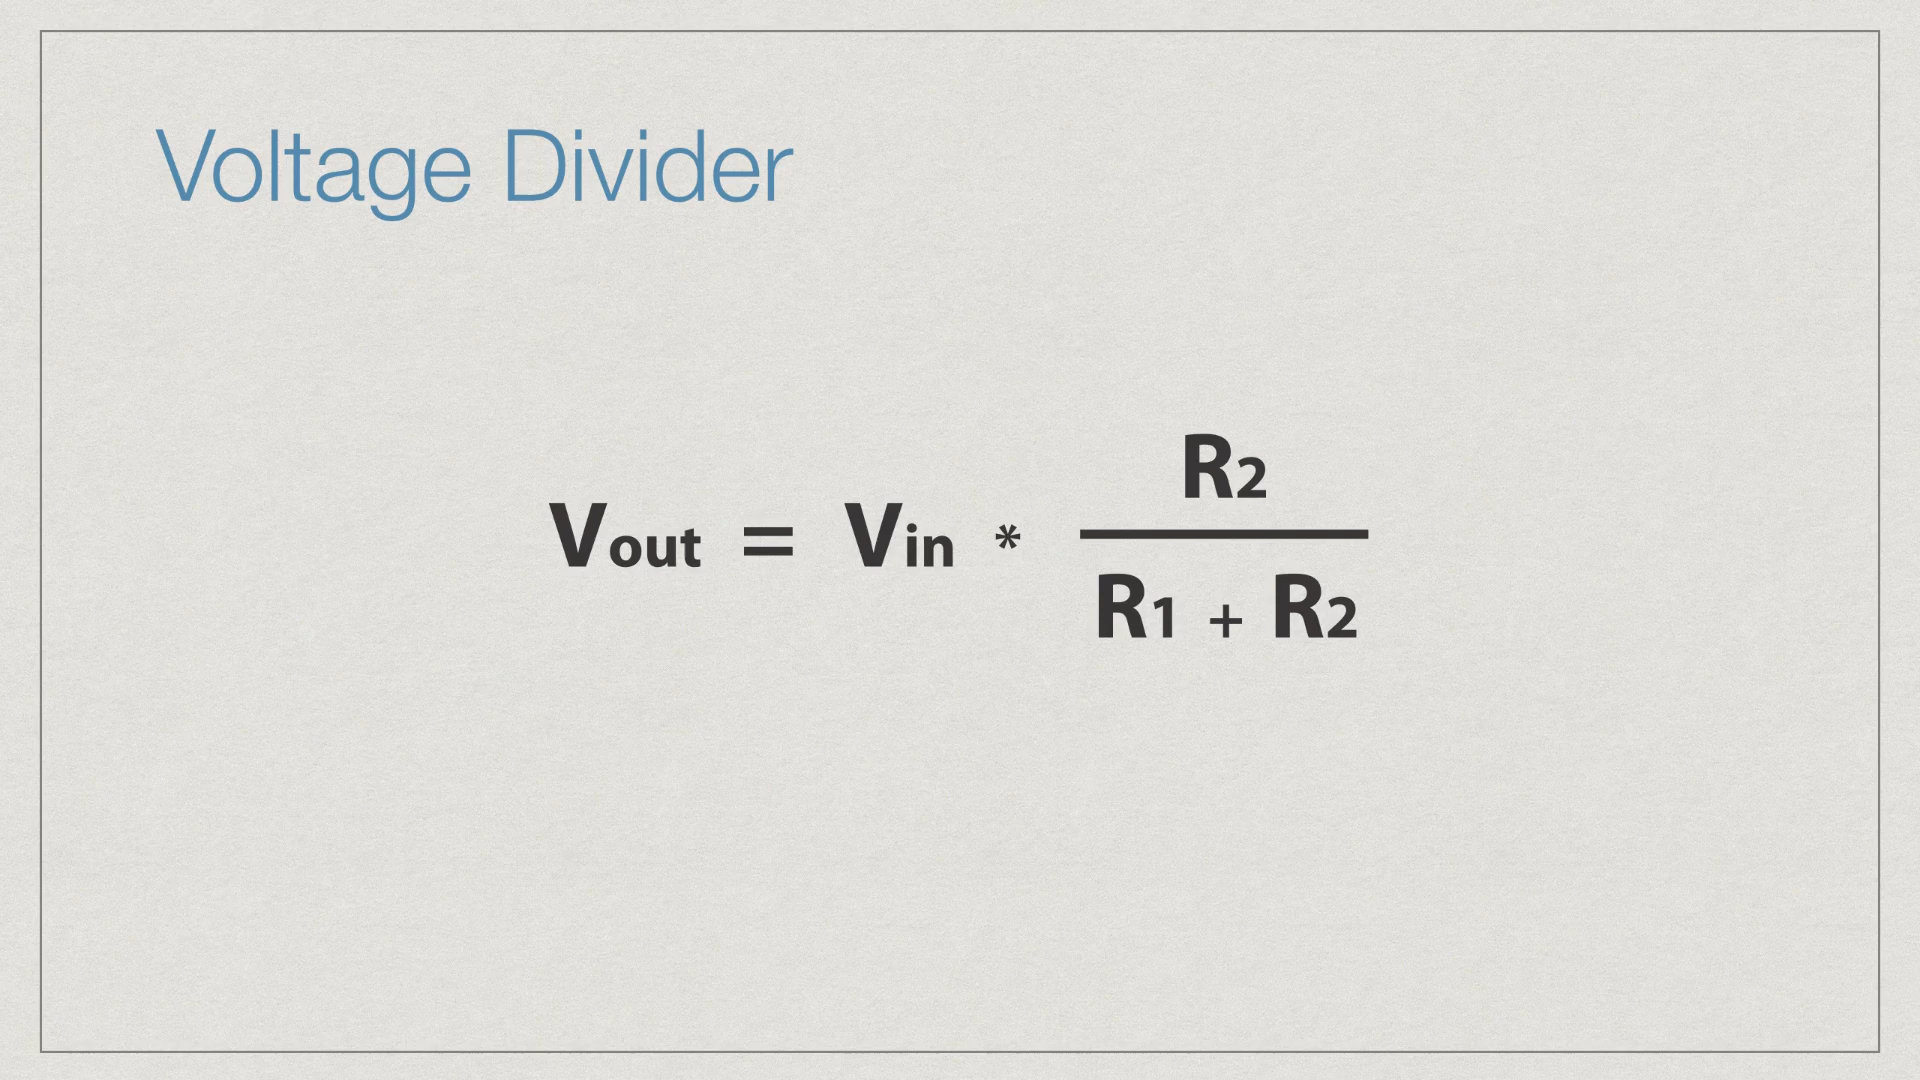 Voltage Divider
R2
Vout = Vin *
R1 + R2